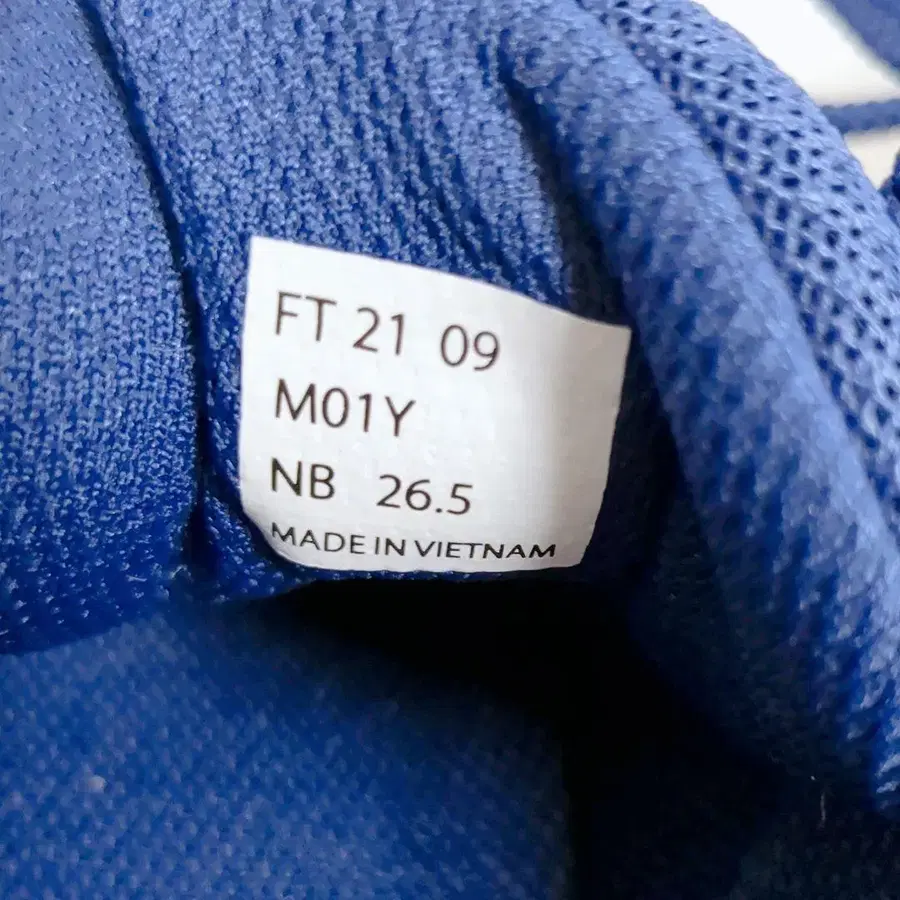 FT 21 09
M01Y
NB 26.5
MADE IN VIETNAM